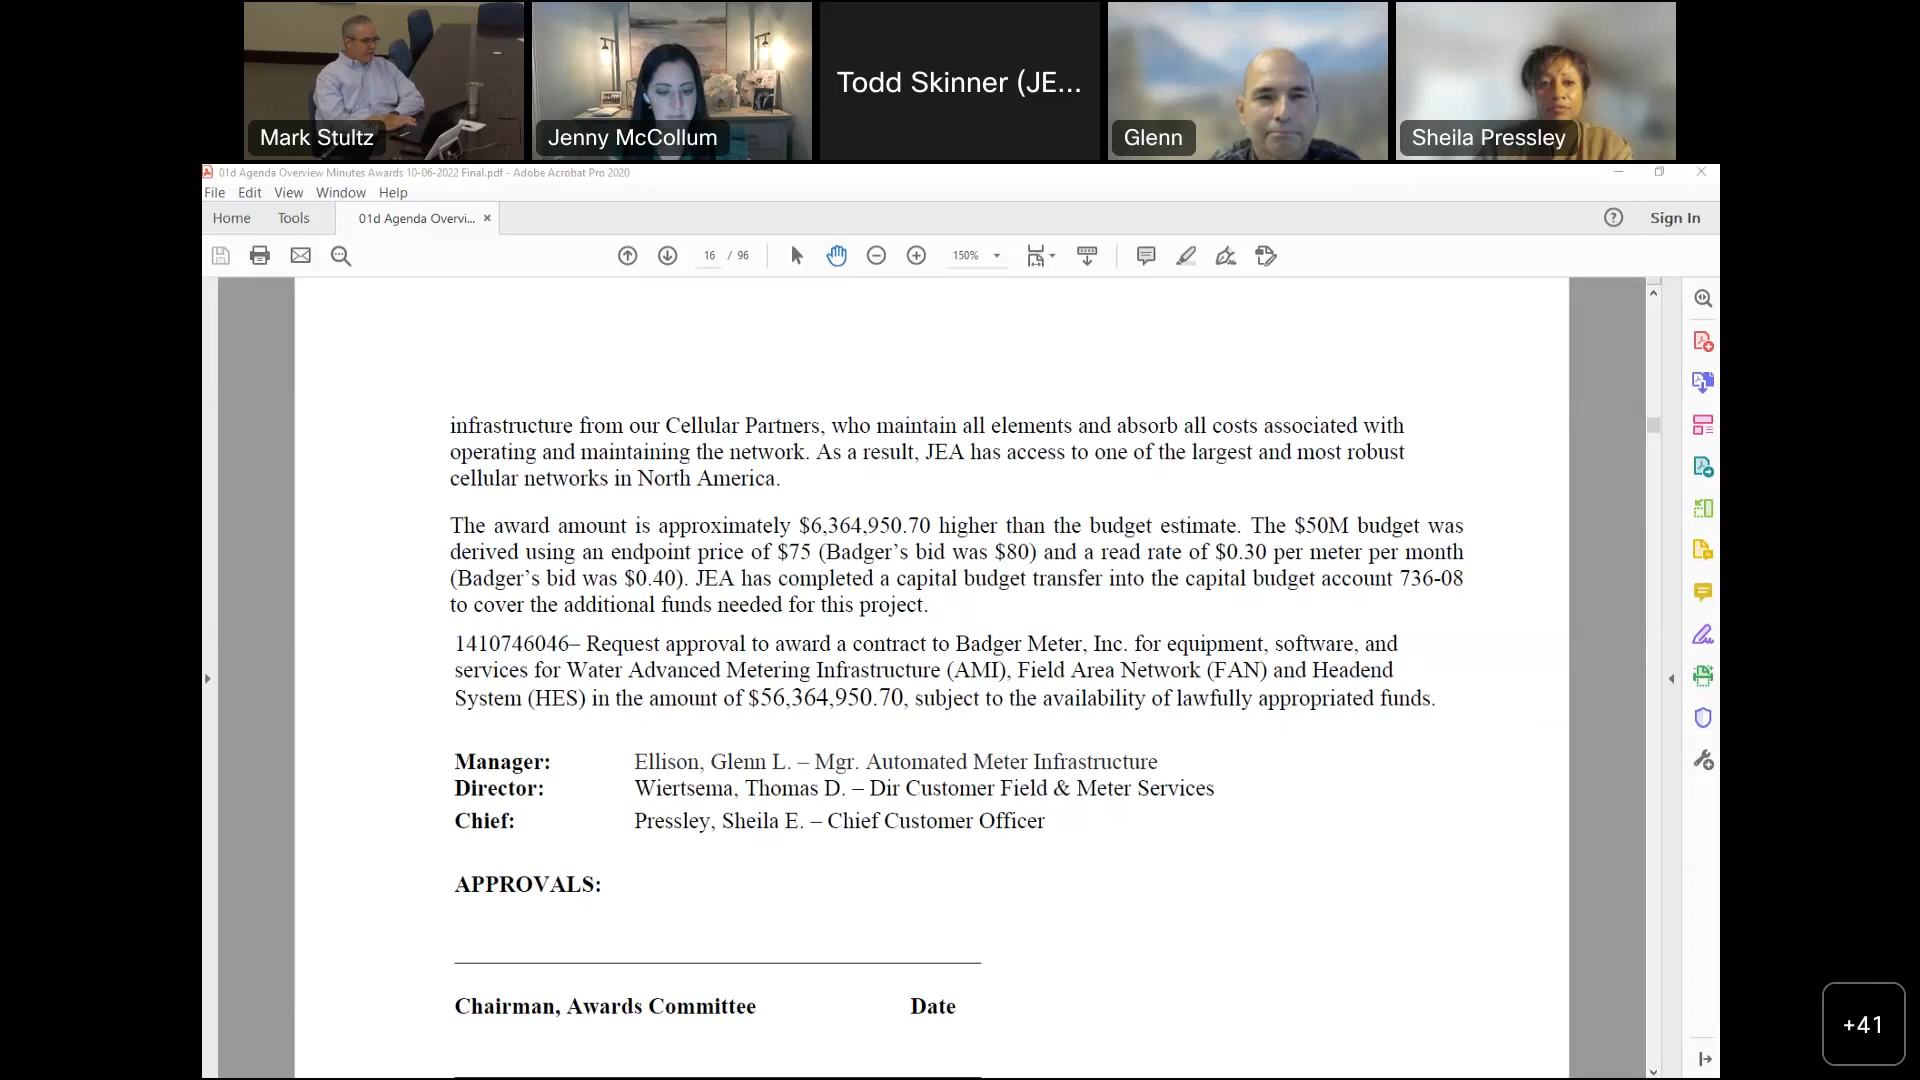 Mark Stultz
Jenny McCollum
Todd Skinner (JE...
Glenn
Sheila Pressley
01d Agenda Overview Minutes Awards 10-06-2022 Final.pdf - Adobe Acrobat Pro 2020
File Edit View Window Help
Home Tools 01d Agenda Overvi... × Sign In
16 / 96 150%
infrastructure from our Cellular Partners, who maintain all elements and absorb all costs associated with
operating and maintaining the network. As a result, JEA has access to one of the largest and most robust
cellular networks in North America.
The award amount is approximately $6,364,950.70 higher than the budget estimate. The $50M budget was
derived using an endpoint price of $75 (Badger's bid was $80) and a read rate of $0.30 per meter per month
(Badger's bid was $0.40). JEA has completed a capital budget transfer into the capital budget account 736-08
to cover the additional funds needed for this project.
1410746046– Request approval to award a contract to Badger Meter, Inc. for equipment, software, and
services for Water Advanced Metering Infrastructure (AMI), Field Area Network (FAN) and Headend
System (HES) in the amount of $56,364,950.70, subject to the availability of lawfully appropriated funds.
Manager: Ellison, Glenn L. – Mgr. Automated Meter Infrastructure
Director: Wiertsema, Thomas D. – Dir Customer Field & Meter Services
Chief: Pressley, Sheila E. – Chief Customer Officer
APPROVALS:
Chairman, Awards Committee Date
+41